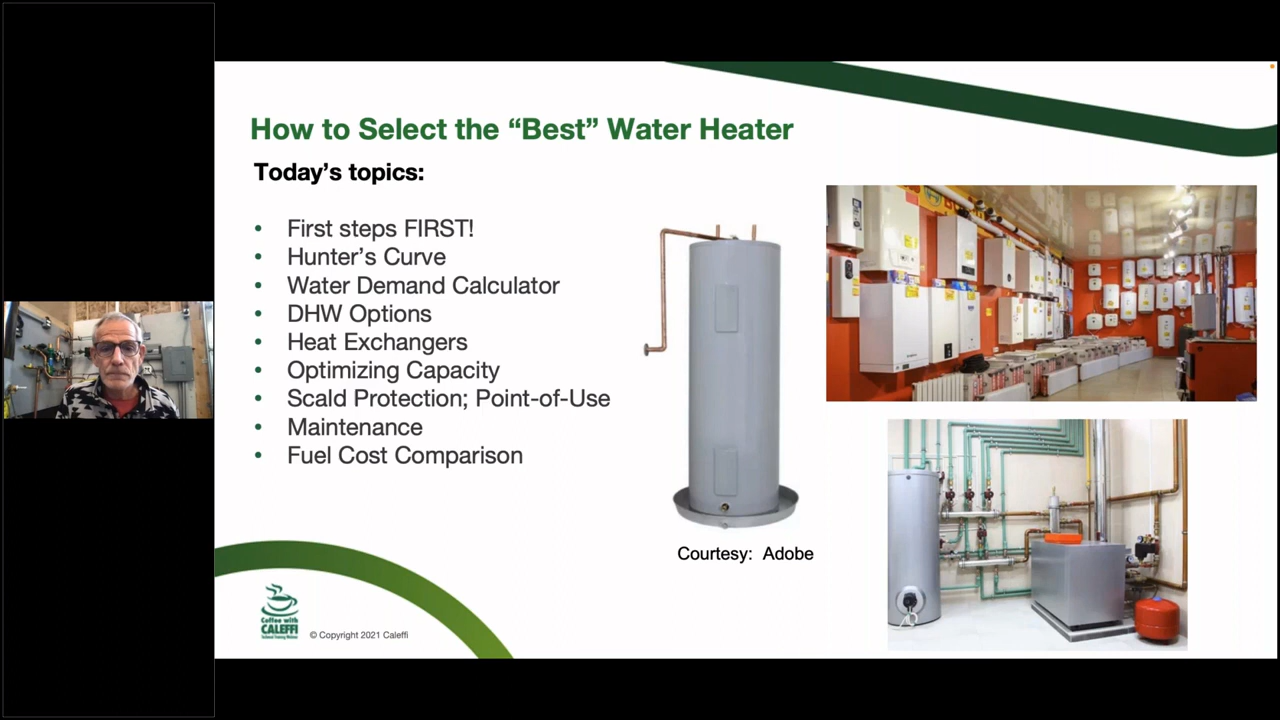 How to Select the “Best” Water Heater
Today’s topics:
• First steps FIRST!
• Hunter’s Curve
• Water Demand Calculator
• DHW Options
• Heat Exchangers
• Optimizing Capacity
• Scald Protection; Point-of-Use
• Maintenance
• Fuel Cost Comparison
Courtesy: Adobe
Coffee with
CALEFFI
© Copyright 2021 Caleffi